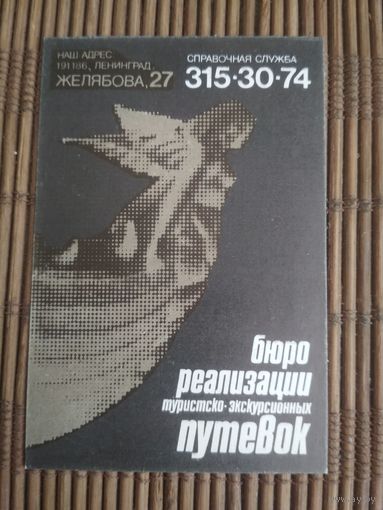 НАШ АДРЕС
191186, ЛЕНИНГРАД,
ЖЕЛЯБОВА, 27
СПРАВОЧНАЯ СЛУЖБА
315·30·74
бюро
реализации
туристско-экскурсионных
путевок